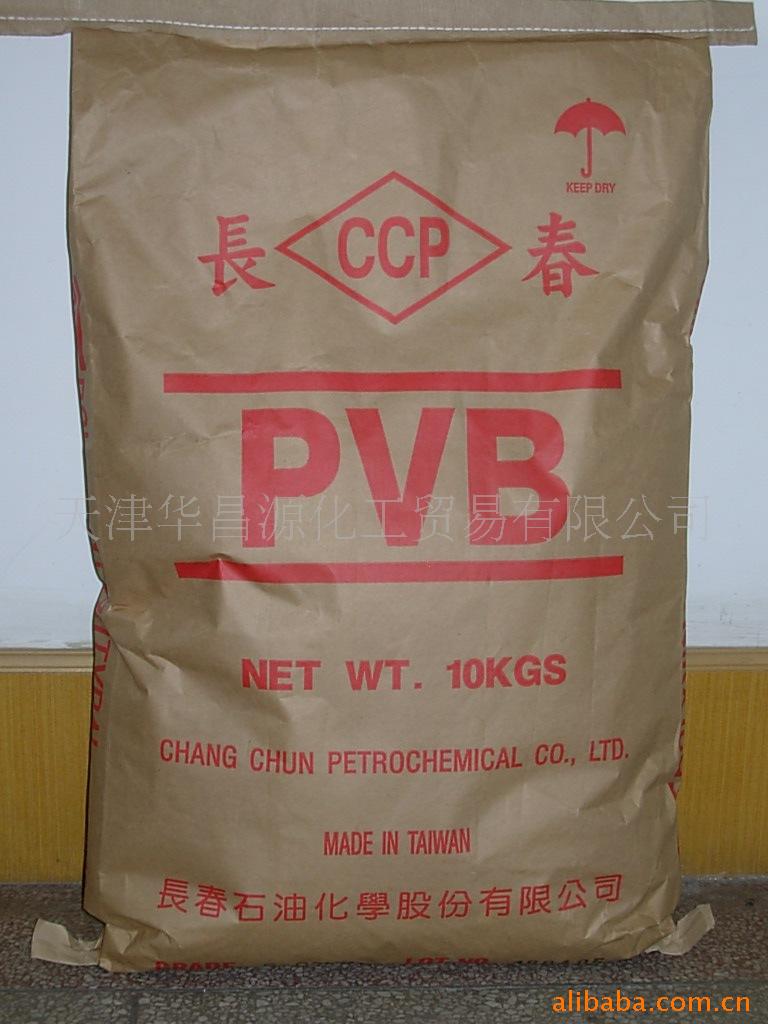 KEEP DRY
長 CCP 春
PVB
天津华昌源化工贸易有限公司
NET WT. 10KGS
CHANG CHUN PETROCHEMICAL CO., LTD.
MADE IN TAIWAN
長春石油化學股份有限公司
LOT NO.
alibaba.com.cn